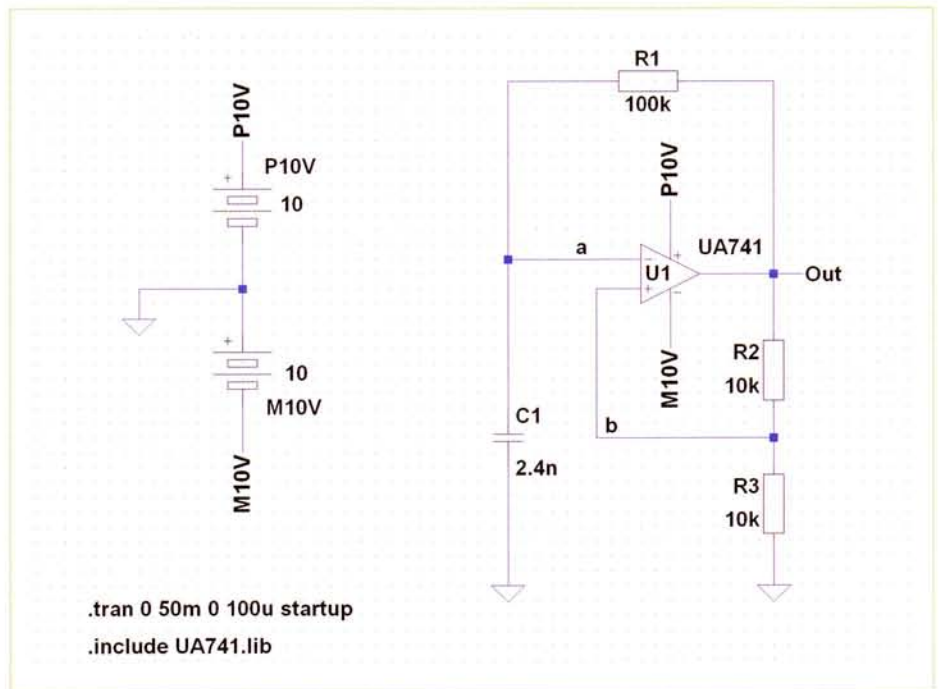 P10V
P10V
10
10
M10V
M10V
R1
100k
P10V
UA741
a
U1
Out
M10V
R2
10k
b
C1
2.4n
R3
10k
.tran 0 50m 0 100u startup
.include UA741.lib